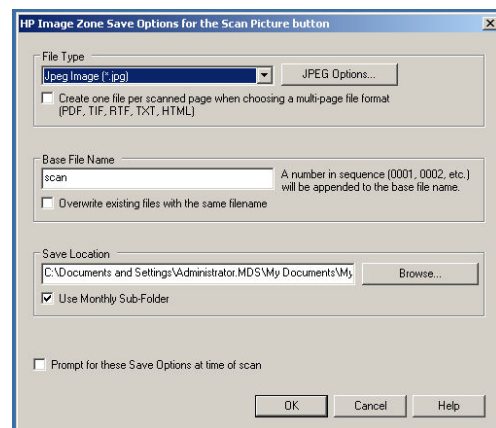 HP Image Zone Save Options for the Scan Picture button
File Type
Jpeg Image (*.jpg)
JPEG Options...
Create one file per scanned page when choosing a multi-page file format
(PDF, TIF, RTF, TXT, HTML)
Base File Name
scan
A number in sequence (0001, 0002, etc.)
will be appended to the base file name.
Overwrite existing files with the same filename
Save Location
C:\Documents and Settings\Administrator.MDS\My Documents\My
Browse...
Use Monthly Sub-Folder
Prompt for these Save Options at time of scan
OK
Cancel
Help